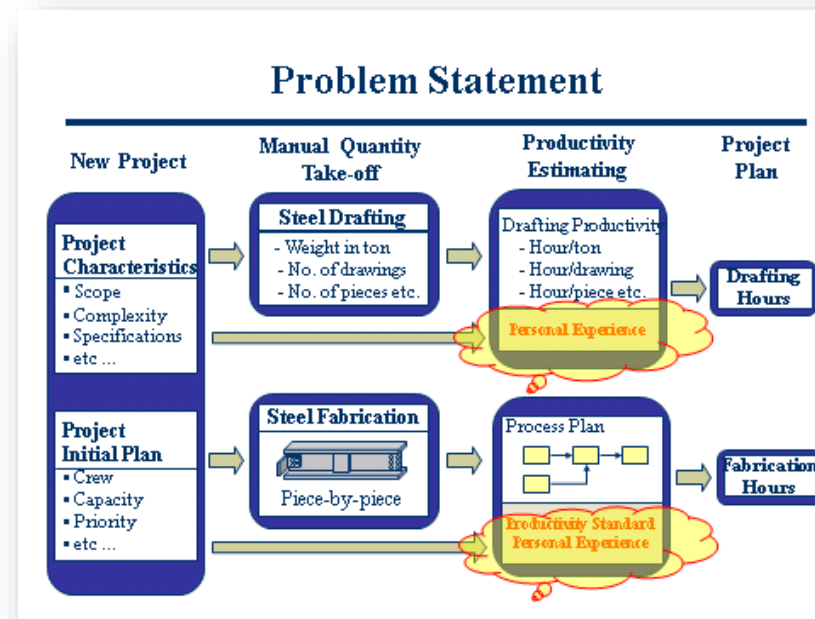 Problem Statement
New Project
Manual Quantity
Take-off
Productivity
Estimating
Project
Plan
Project
Characteristics
▪ Scope
▪ Complexity
▪ Specifications
▪ etc ...
Steel Drafting
- Weight in ton
- No. of drawings
- No. of pieces etc.
Drafting Productivity
- Hour/ton
- Hour/drawing
- Hour/piece etc.
Personal Experience
Drafting
Hours
Project
Initial Plan
▪ Crew
▪ Capacity
▪ Priority
▪ etc ...
Steel Fabrication
Piece-by-piece
Process Plan
Productivity Standard
Personal Experience
Fabrication
Hours